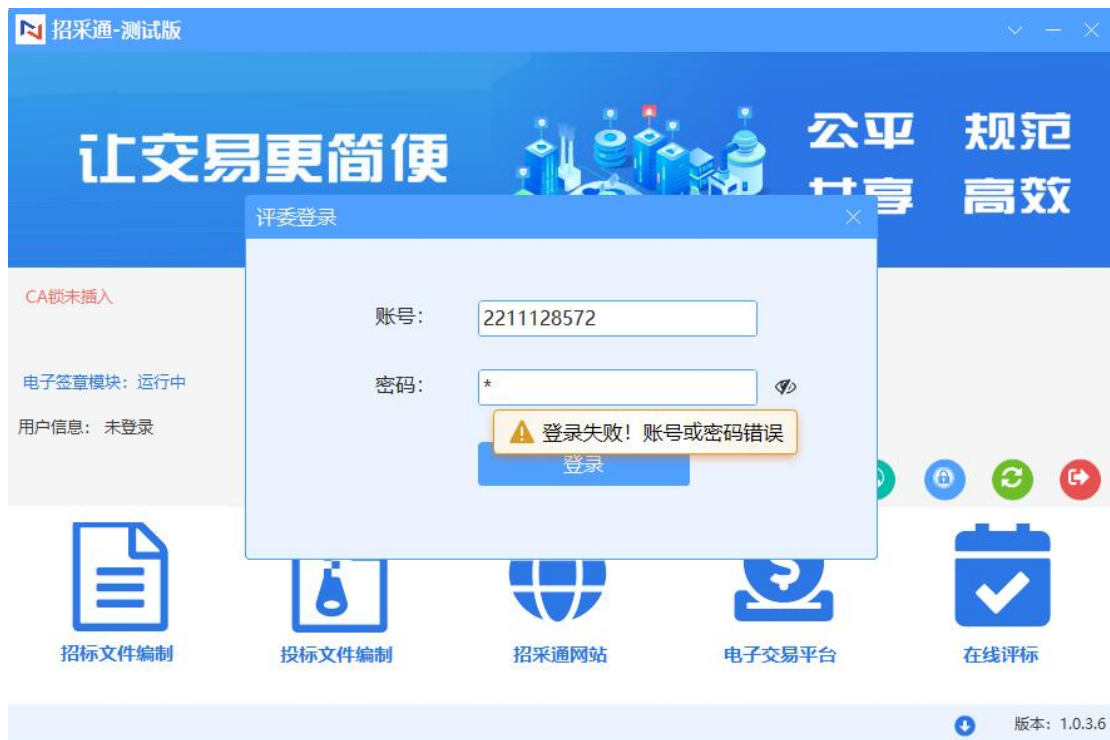 招采通-测试版
让交易更简便
公平 规范
共享 高效
评委登录
CA锁未插入
账号：
2211128572
电子签章模块：运行中
密码：
*
用户信息： 未登录
登录失败！账号或密码错误
登录
招标文件编制
投标文件编制
招采通网站
电子交易平台
在线评标
版本：1.0.3.6